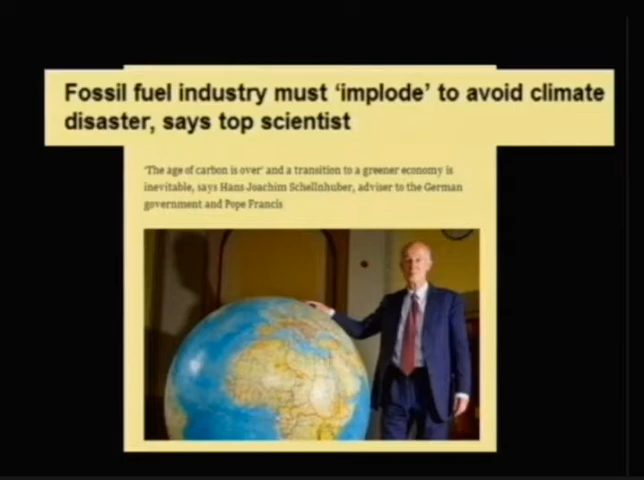 Fossil fuel industry must 'implode' to avoid climate
disaster, says top scientist
'The age of carbon is over' and a transition to a greener economy is
inevitable, says Hans Joachim Schellnhuber, adviser to the German
government and Pope Francis